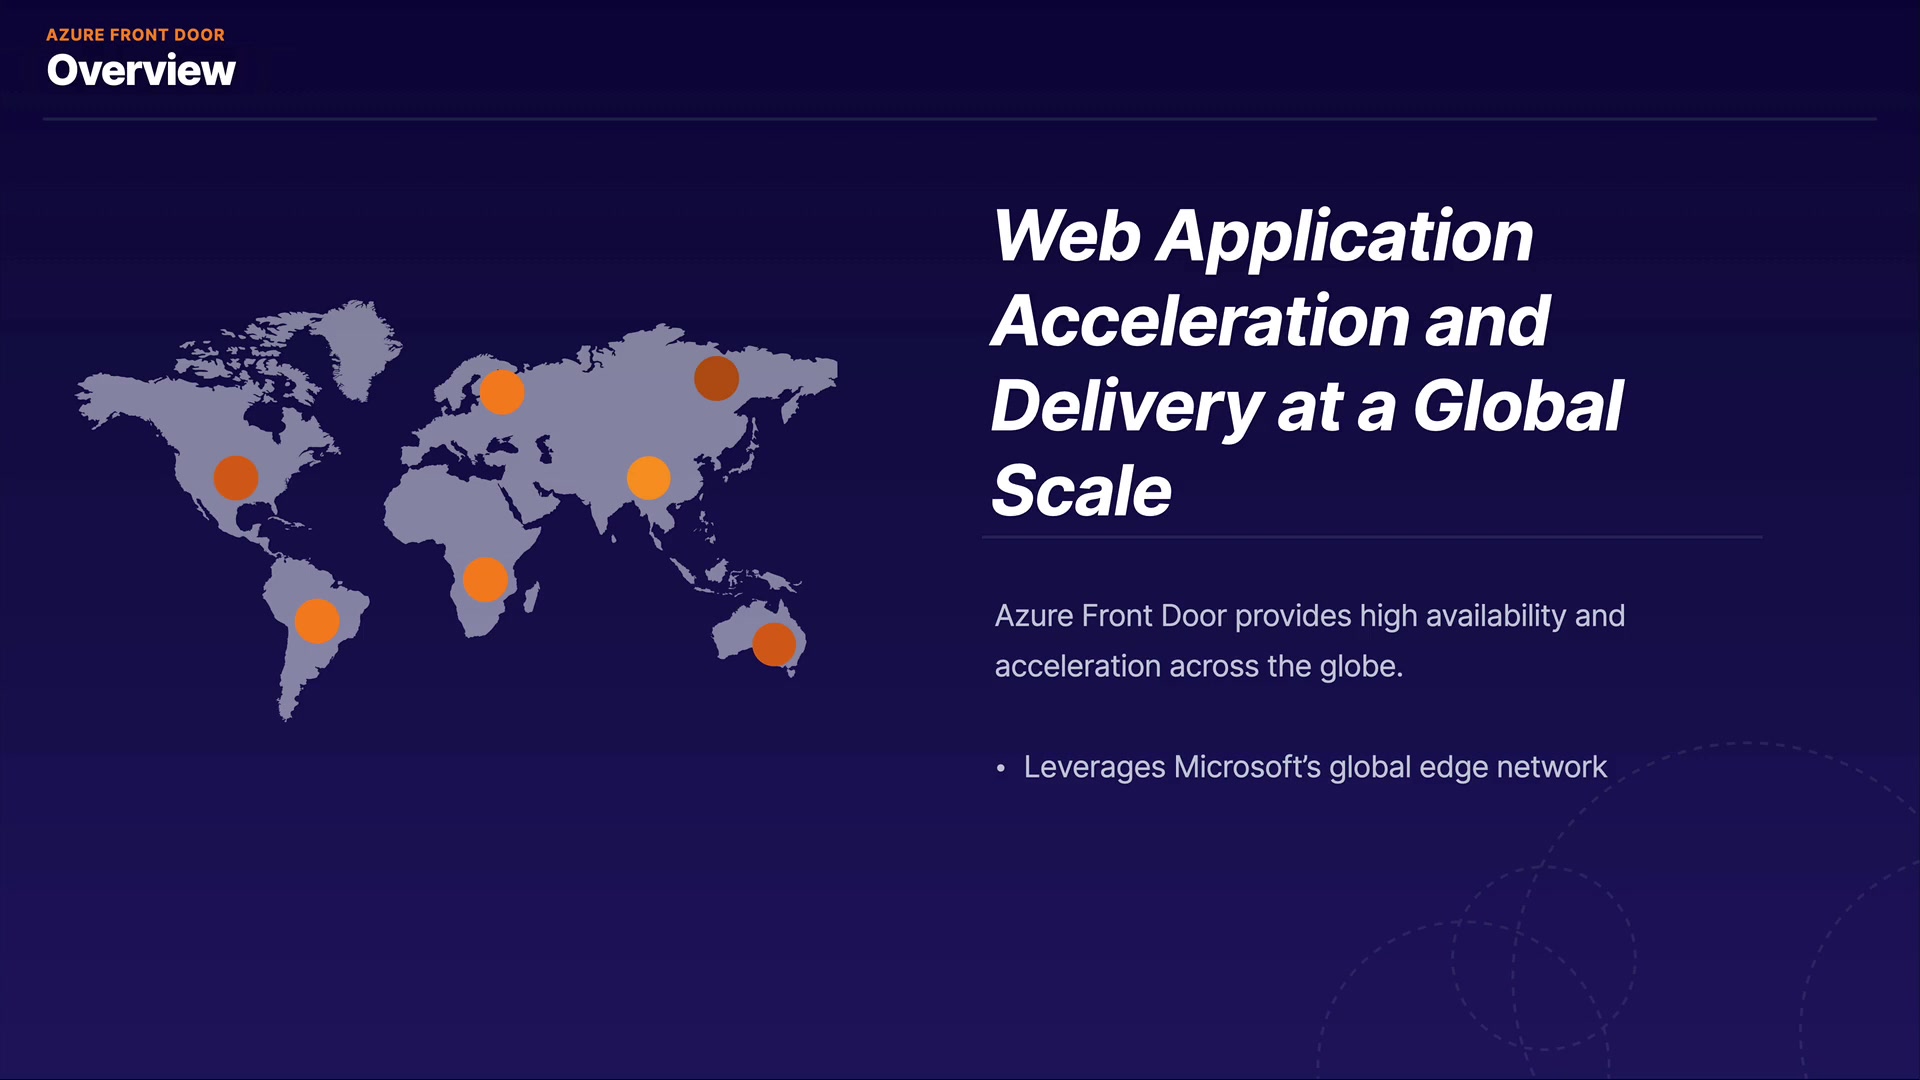 AZURE FRONT DOOR
Overview
Web Application
Acceleration and
Delivery at a Global
Scale
Azure Front Door provides high availability and
acceleration across the globe.
• Leverages Microsoft’s global edge network